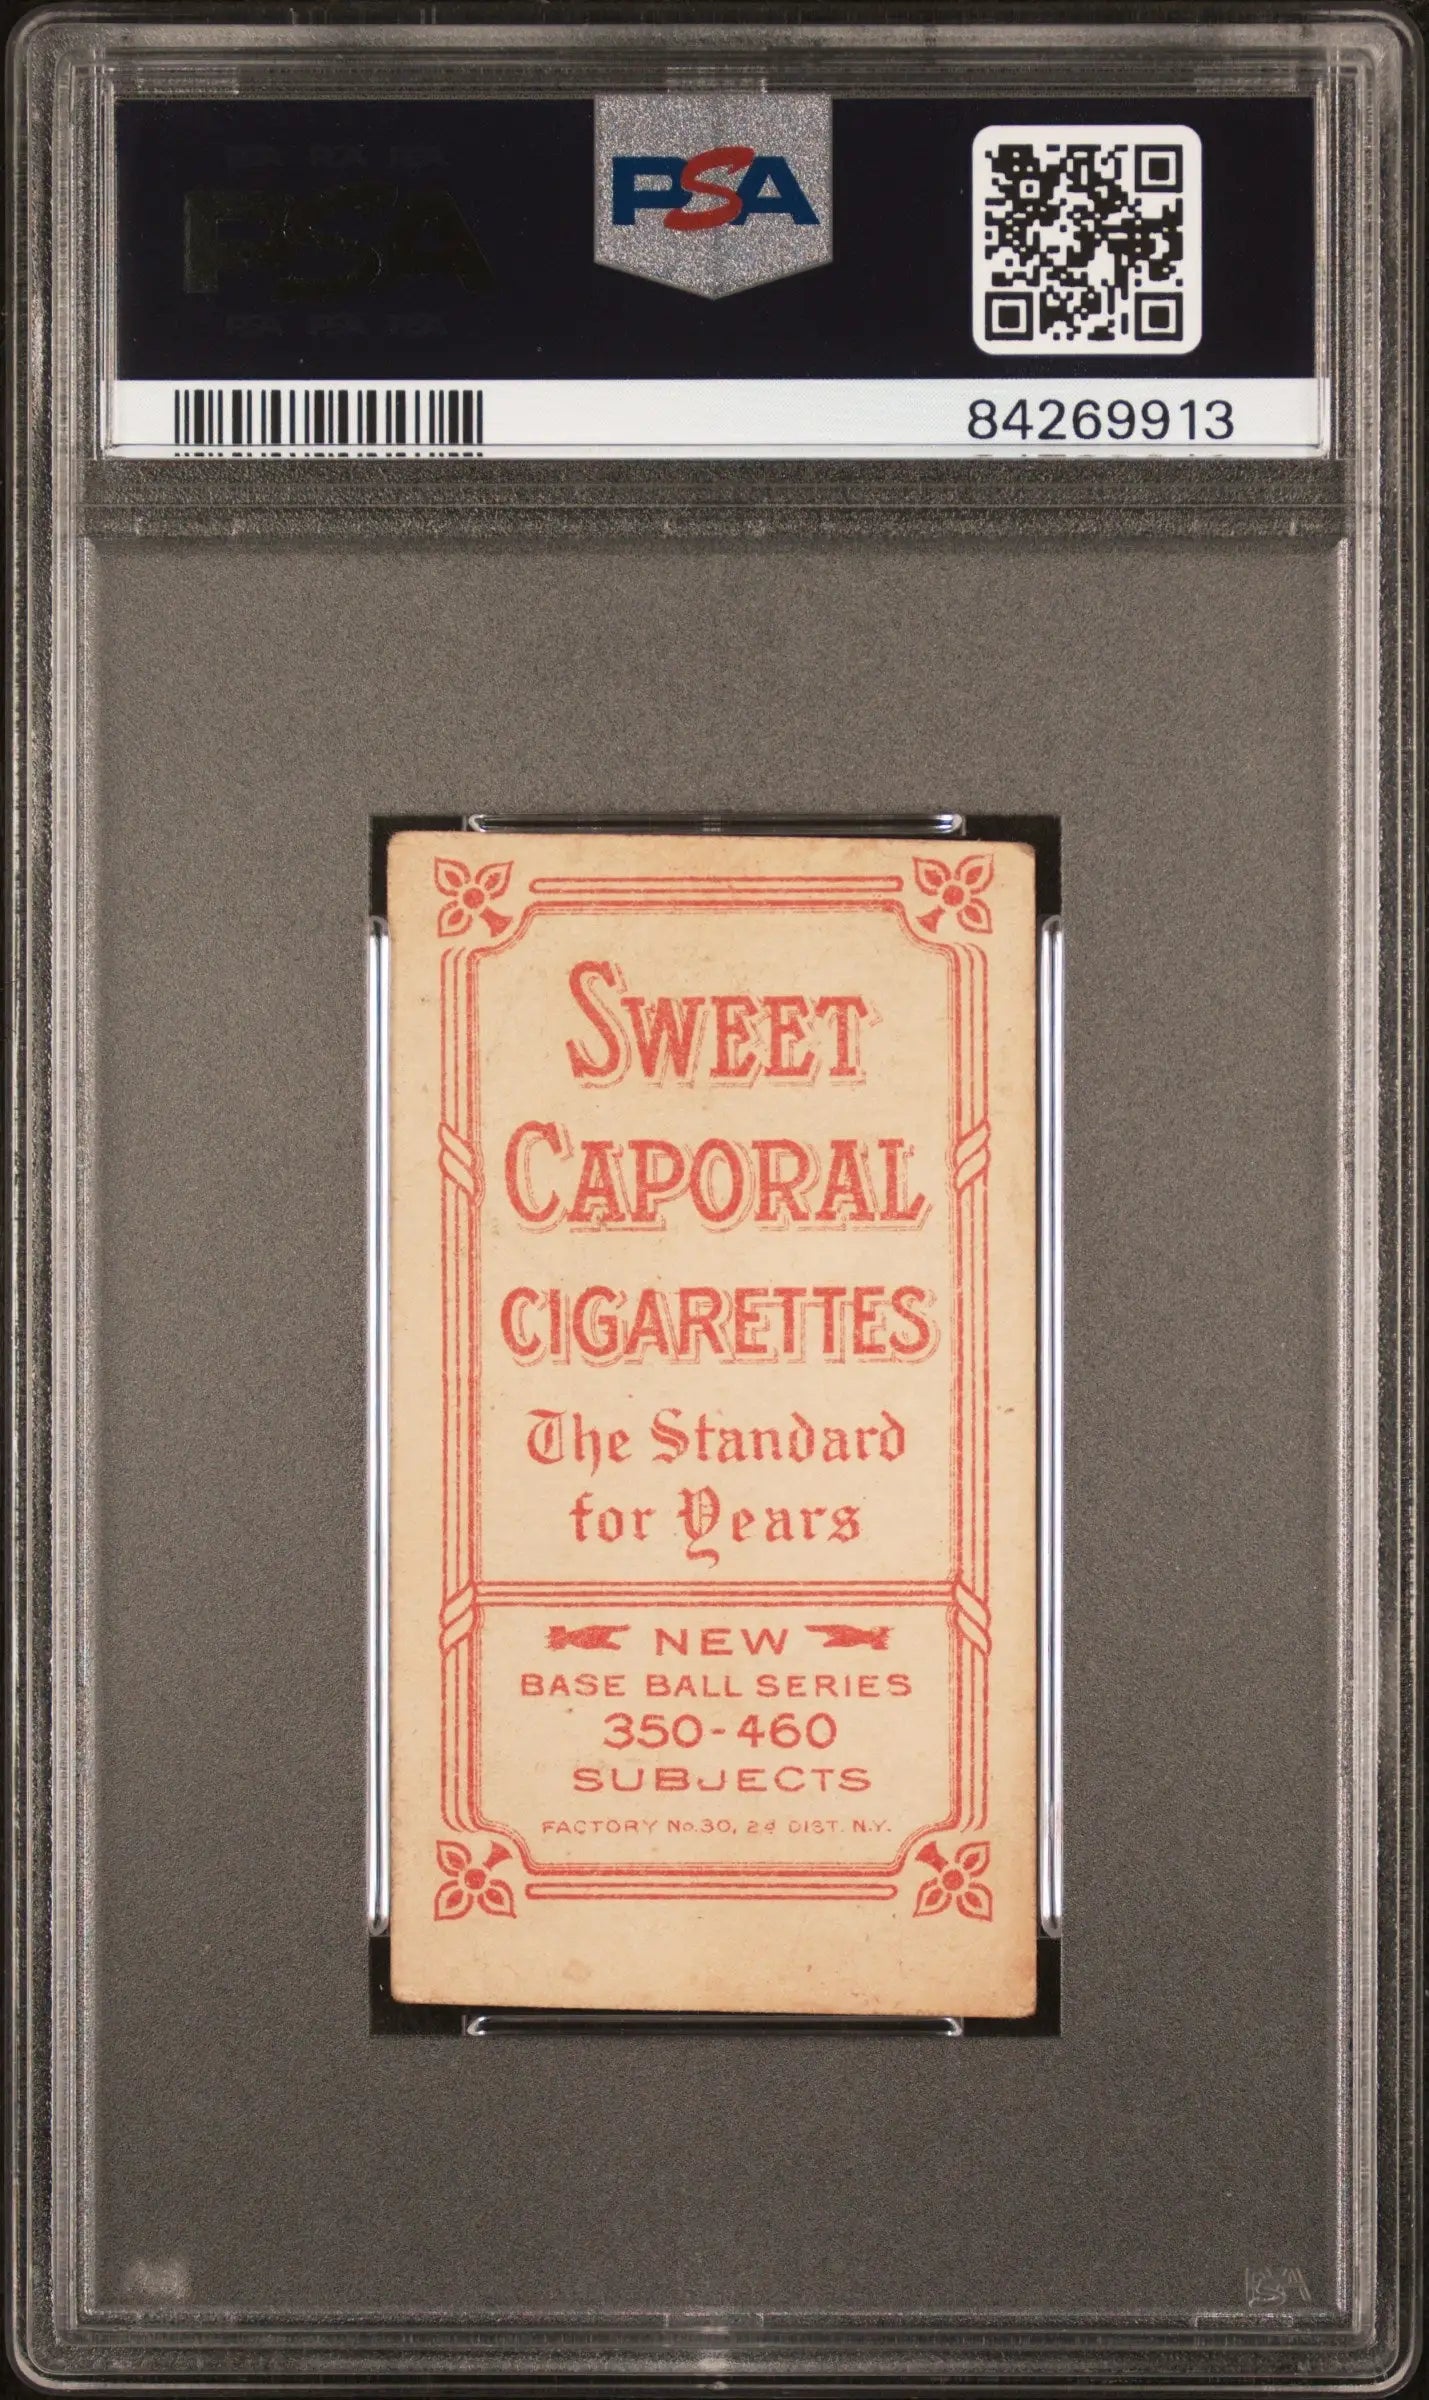 PSA
84269913
SWEET
CAPORAL
CIGARETTES
The Standard
for Years
NEW
BASE BALL SERIES
350-460
SUBJECTS
FACTORY No.30, 2d DIST. N.Y.